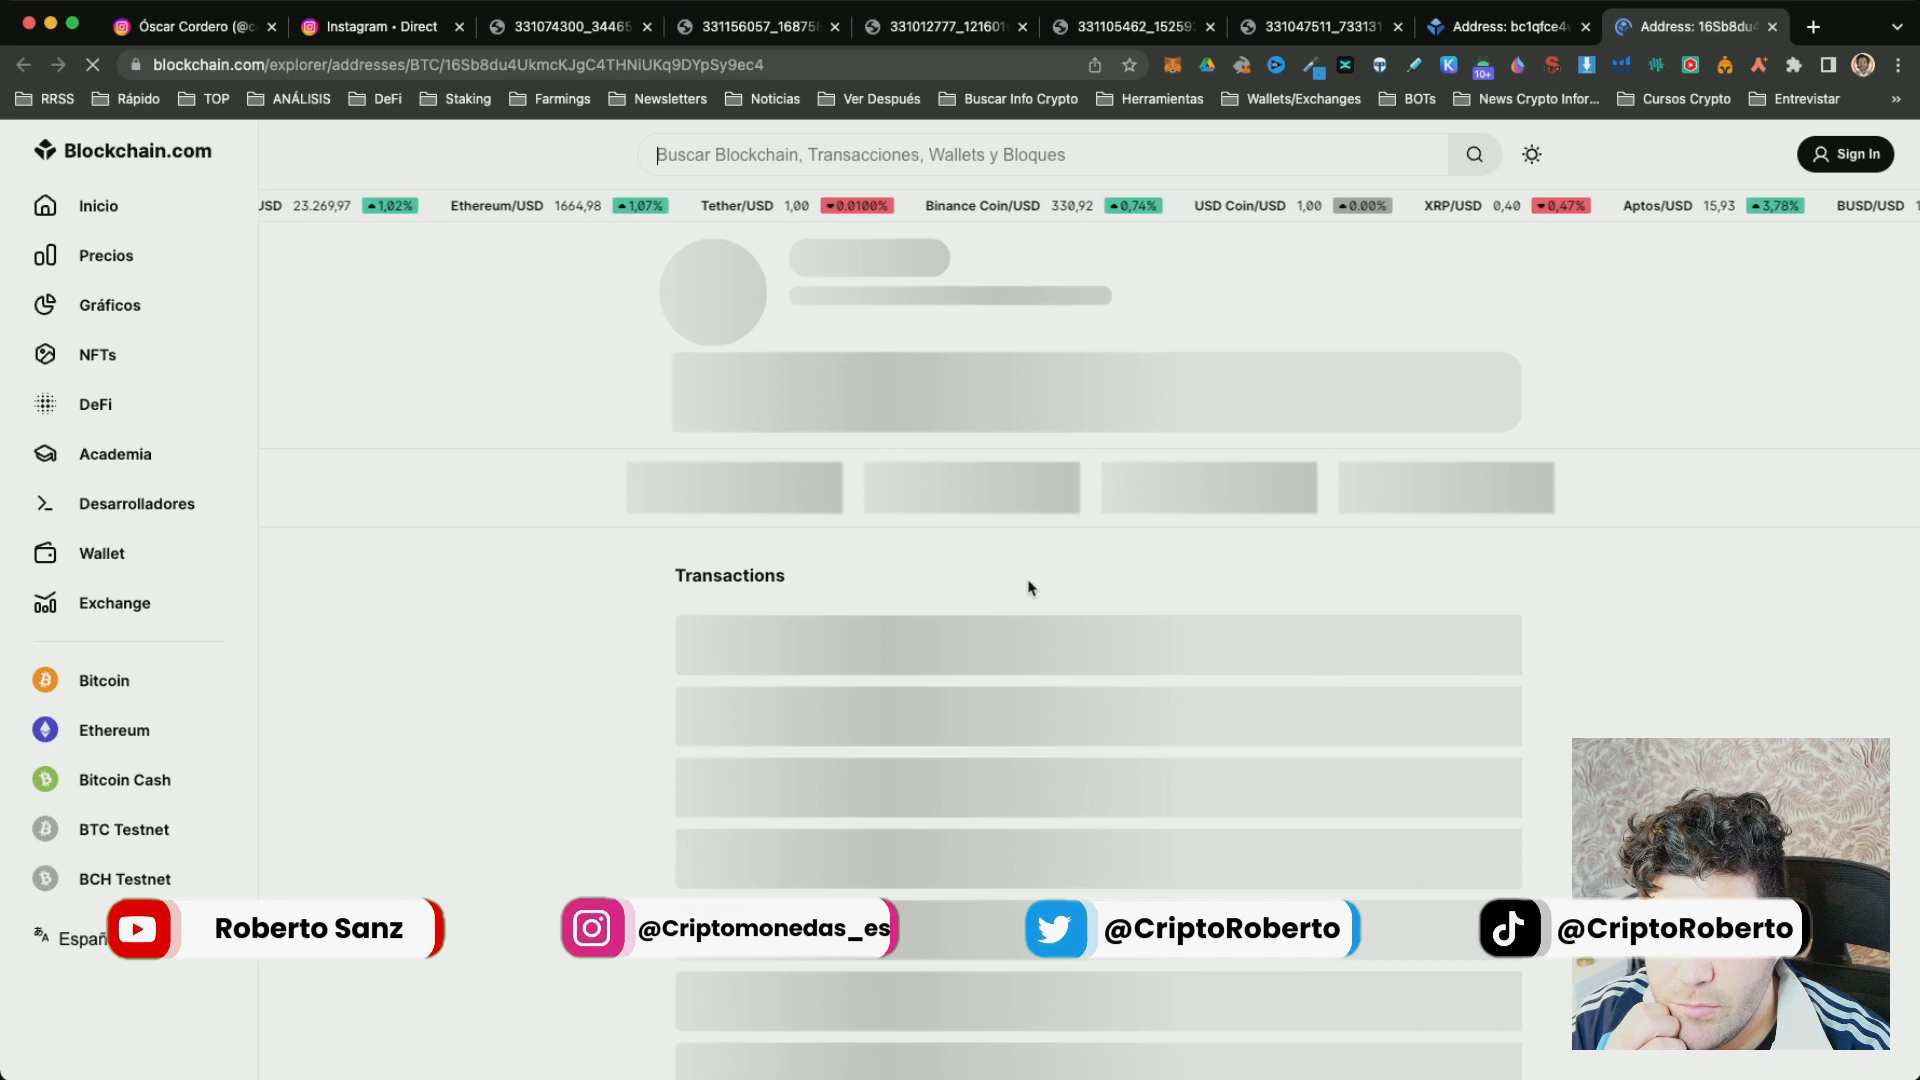 Óscar Cordero (@c
Instagram • Direct
331074300_34465
331156057_16875
331012777_121601
331105462_15259
331047511_733131
Address: bc1qfce4
Address: 16Sb8du4
blockchain.com/explorer/addresses/BTC/16Sb8du4UkmcKJgC4THNiUKq9DYpSy9ec4
10+
RRSS
Rápido
TOP
ANÁLISIS
DeFi
Staking
Farmings
Newsletters
Noticias
Ver Después
Buscar Info Crypto
Herramientas
Wallets/Exchanges
BOTs
News Crypto Infor...
Cursos Crypto
Entrevistar
»
Blockchain.com
Buscar Blockchain, Transacciones, Wallets y Bloques
Sign In
USD 23.269,97 1,02%
Ethereum/USD 1664,98 1,07%
Tether/USD 1,00 0.0100%
Binance Coin/USD 330,92 0,74%
USD Coin/USD 1,00 0.00%
XRP/USD 0,40 0,47%
Aptos/USD 15,93 3,78%
BUSD/USD 1
Inicio
Precios
Gráficos
NFTs
DeFi
Academia
Desarrolladores
Wallet
Exchange
Transactions
Bitcoin
Ethereum
Bitcoin Cash
BTC Testnet
BCH Testnet
Españ
Roberto Sanz
@Criptomonedas_es
@CriptoRoberto
@CriptoRoberto